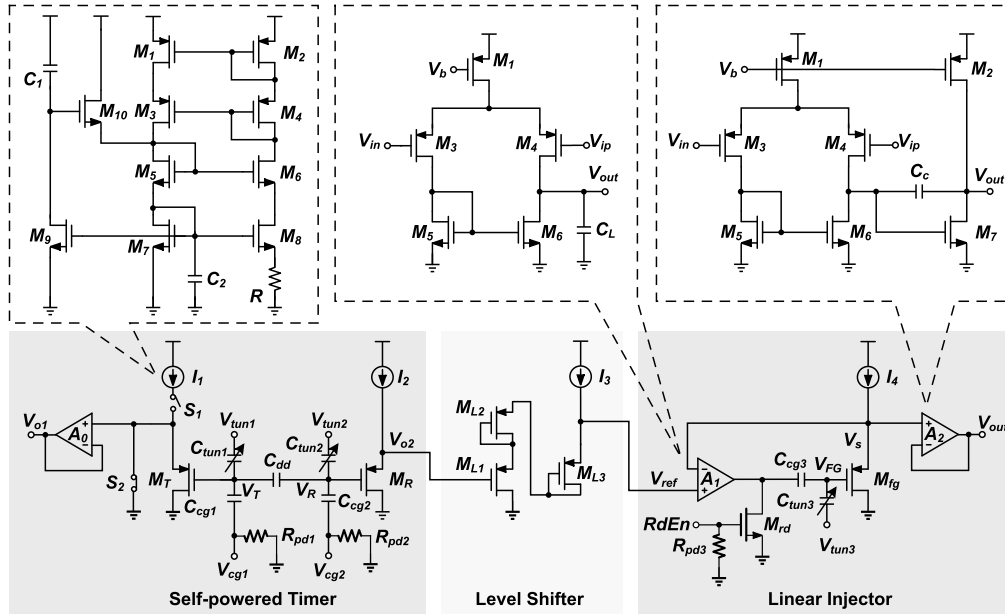 M1
M2
C1
M10
M3
M4
M5
M6
M9
M7
M8
C2
R
Vb
M1
Vin
M3
M4
Vip
Vout
M5
M6
CL
Vb
M1
M2
Vin
M3
M4
Vip
Cc
Vout
M5
M6
M7
I1
S1
Vo1
A0
+
−
S2
MT
Ccg1
Vtun1
Ctun1
Cdd
VT
Vtun2
Ctun2
VR
Ccg2
Rpd1
Rpd2
Vcg1
Vcg2
I2
Vo2
MR
ML2
ML1
ML3
I3
Vref
−
+
A1
RdEn
Rpd3
Mrd
Ccg3
VFG
Ctun3
Vtun3
I4
Vs
Mfg
+
−
A2
Vout
Self-powered Timer
Level Shifter
Linear Injector